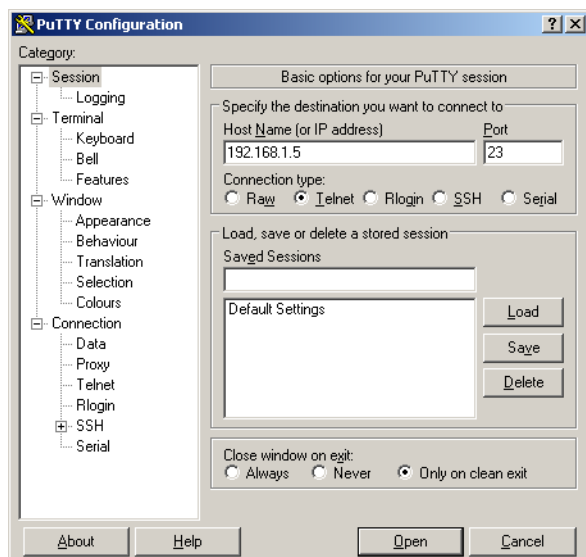 PuTTY Configuration
Category:
Session
Logging
Terminal
Keyboard
Bell
Features
Window
Appearance
Behaviour
Translation
Selection
Colours
Connection
Data
Proxy
Telnet
Rlogin
SSH
Serial
Basic options for your PuTTY session
Specify the destination you want to connect to
Host Name (or IP address) Port
192.168.1.5 23
Connection type:
Raw Telnet Rlogin SSH Serial
Load, save or delete a stored session
Saved Sessions
Default Settings
Load
Save
Delete
Close window on exit:
Always Never Only on clean exit
About Help Open Cancel